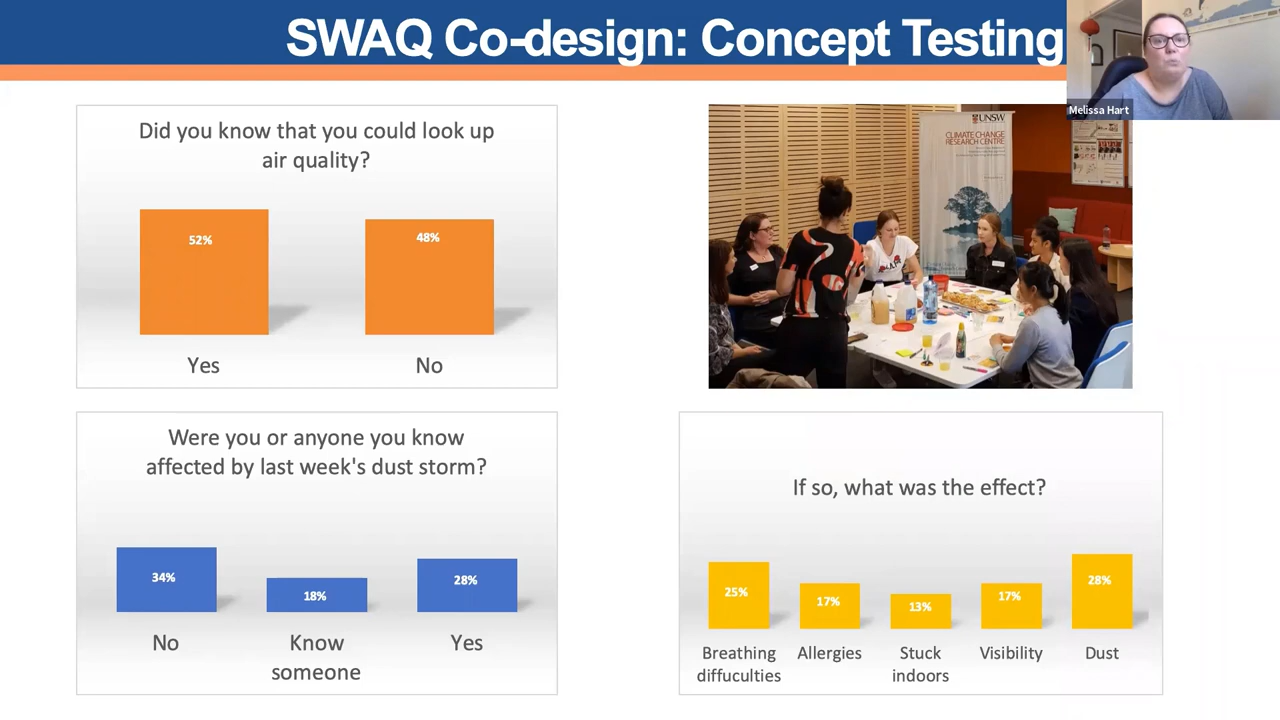 SWAQ Co-design: Concept Testing
Melissa Hart
Did you know that you could look up
air quality?
52%
48%
Yes
No
UNSW
CLIMATE CHANGE
RESEARCH CENTRE
Were you or anyone you know
affected by last week's dust storm?
34%
18%
28%
No
Know
someone
Yes
If so, what was the effect?
25%
17%
13%
17%
28%
Breathing
diffuculties
Allergies
Stuck
indoors
Visibility
Dust